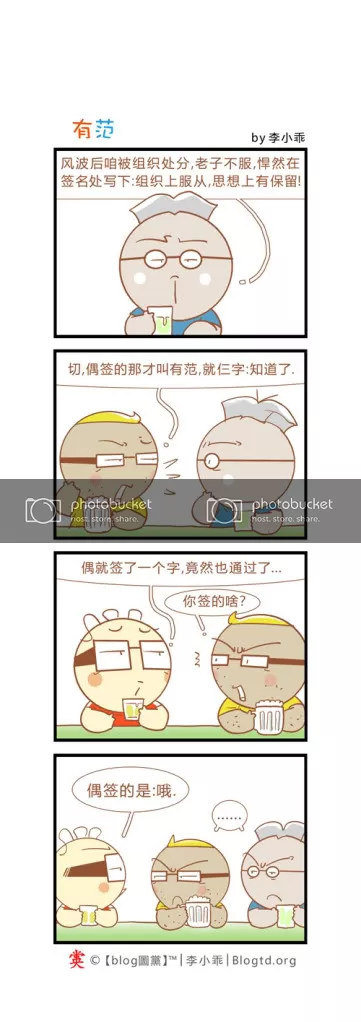 有范
by 李小乖
风波后咱被组织处分,老子不服,悍然在
签名处写下:组织上服从,思想上有保留!
切,偶签的那才叫有范,就仨字:知道了.
photobucket
host. store. share.
photobucket
host. store. share.
偶就签了一个字,竟然也通过了...
你签的啥?
偶签的是:哦.
......
©【blog圖黨】™|李小乖|Blogtd.org